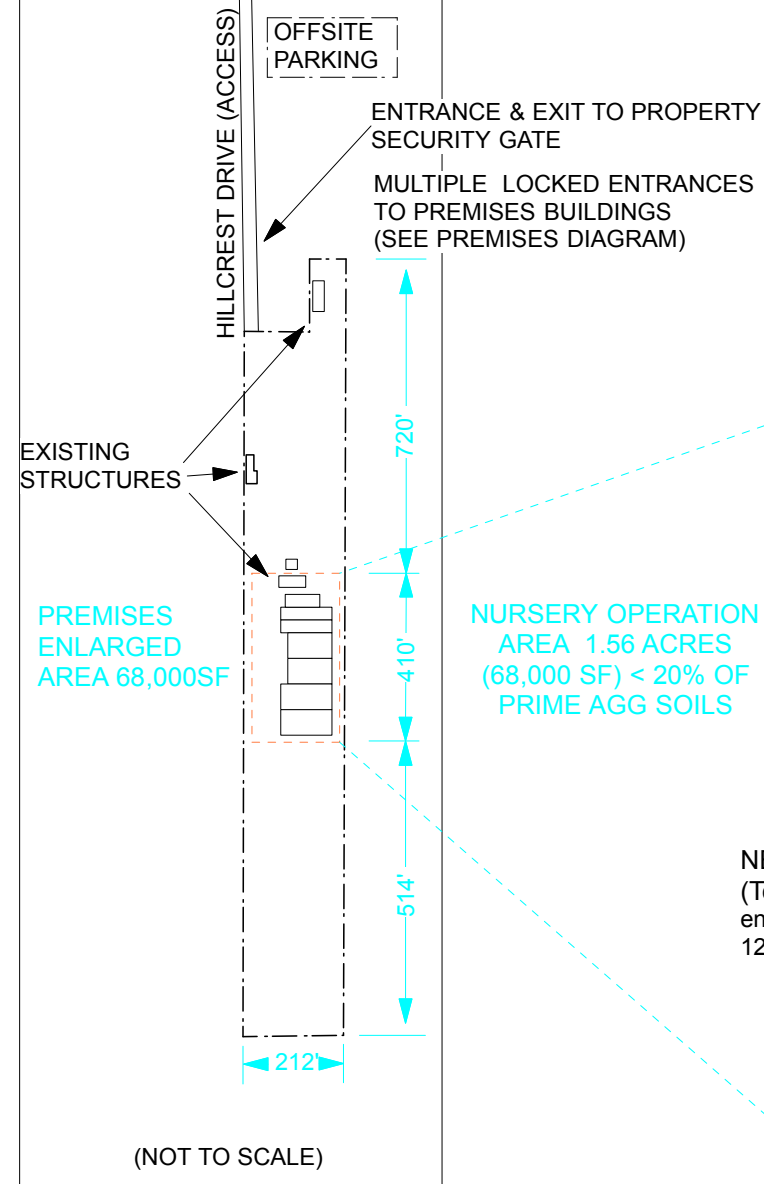 HILLCREST DRIVE (ACCESS)
OFFSITE
PARKING
ENTRANCE & EXIT TO PROPERTY
SECURITY GATE
MULTIPLE LOCKED ENTRANCES
TO PREMISES BUILDINGS
(SEE PREMISES DIAGRAM)
720'
EXISTING
STRUCTURES
PREMISES
ENLARGED
AREA 68,000SF
410'
NURSERY OPERATION
AREA 1.56 ACRES
(68,000 SF) < 20% OF
PRIME AGG SOILS
514'
12
212'
(NOT TO SCALE)